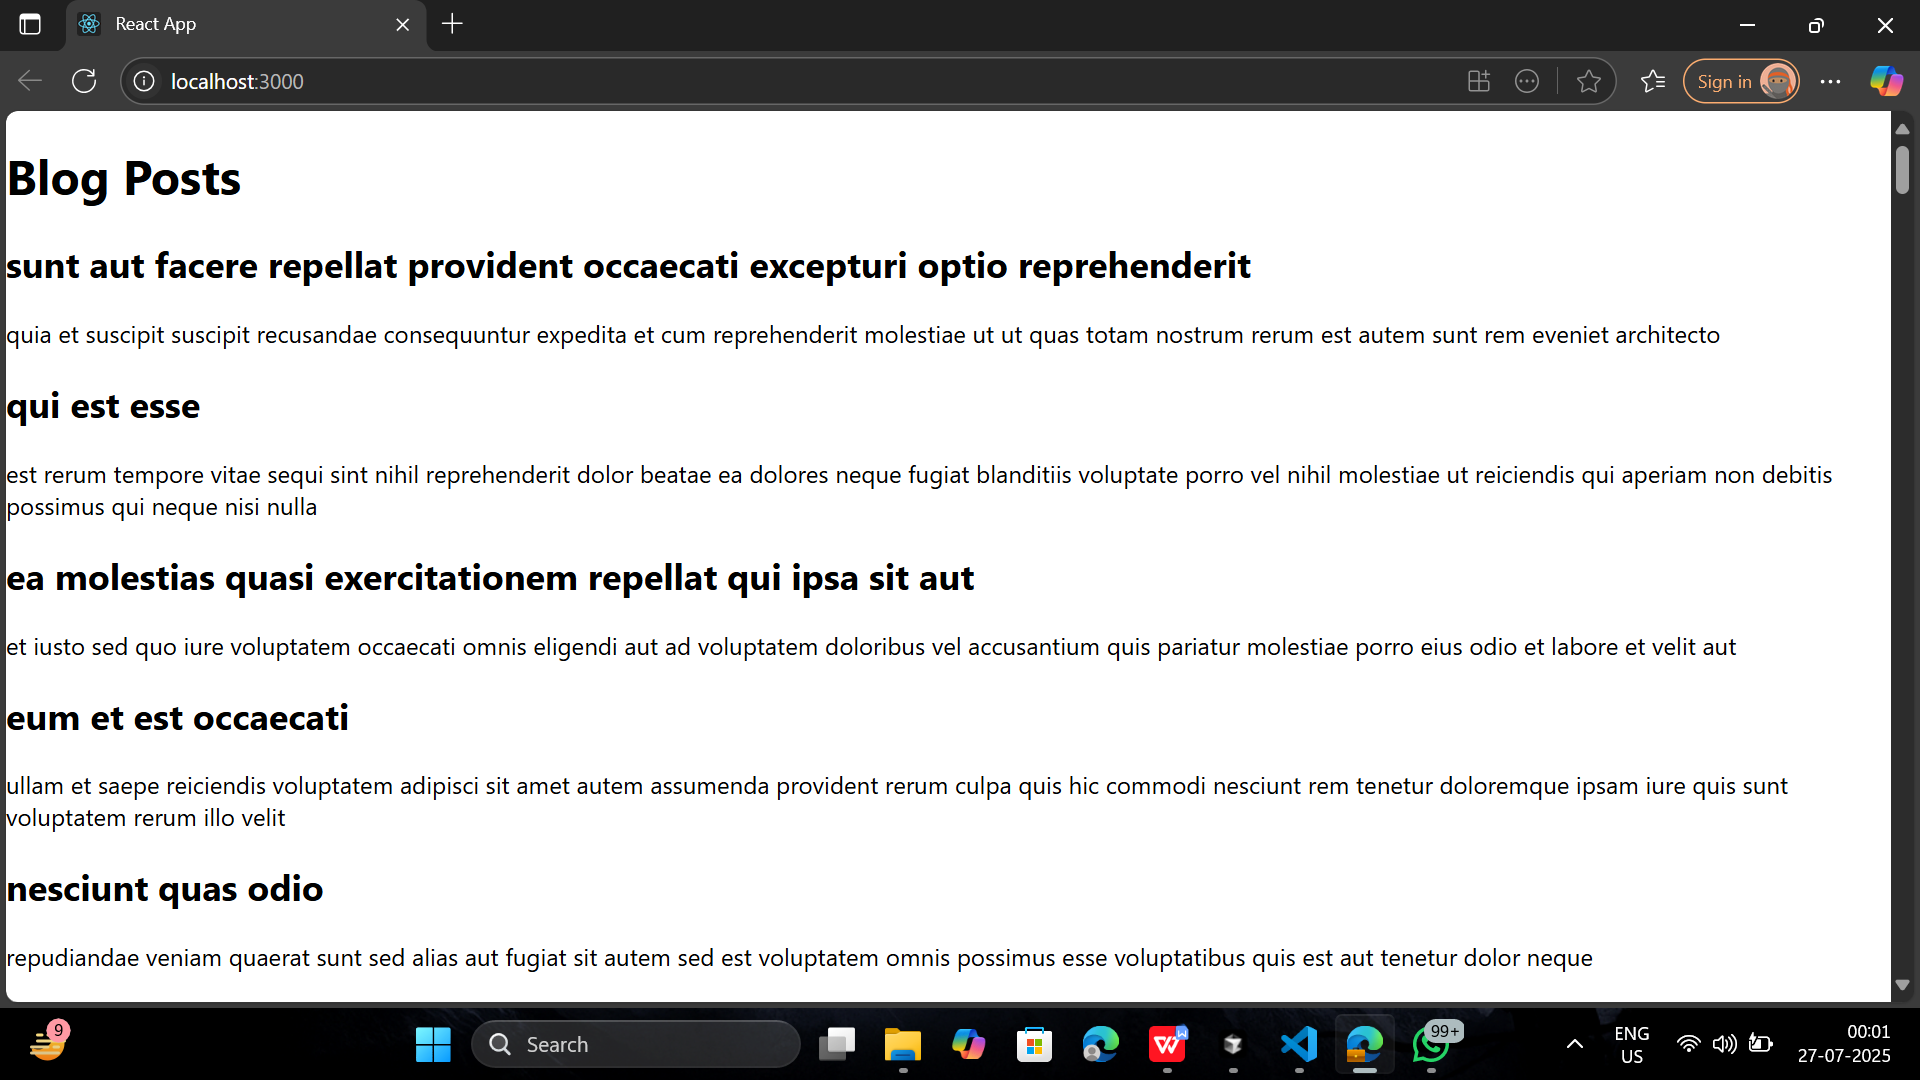 React App
localhost:3000
Sign in
Blog Posts
sunt aut facere repellat provident occaecati excepturi optio reprehenderit
quia et suscipit suscipit recusandae consequuntur expedita et cum reprehenderit molestiae ut ut quas totam nostrum rerum est autem sunt rem eveniet architecto
qui est esse
est rerum tempore vitae sequi sint nihil reprehenderit dolor beatae ea dolores neque fugiat blanditiis voluptate porro vel nihil molestiae ut reiciendis qui aperiam non debitis
possimus qui neque nisi nulla
ea molestias quasi exercitationem repellat qui ipsa sit aut
et iusto sed quo iure voluptatem occaecati omnis eligendi aut ad voluptatem doloribus vel accusantium quis pariatur molestiae porro eius odio et labore et velit aut
eum et est occaecati
ullam et saepe reiciendis voluptatem adipisci sit amet autem assumenda provident rerum culpa quis hic commodi nesciunt rem tenetur doloremque ipsam iure quis sunt
voluptatem rerum illo velit
nesciunt quas odio
repudiandae veniam quaerat sunt sed alias aut fugiat sit autem sed est voluptatem omnis possimus esse voluptatibus quis est aut tenetur dolor neque
9
Search
W
99+
ENG
US
00:01
27-07-2025